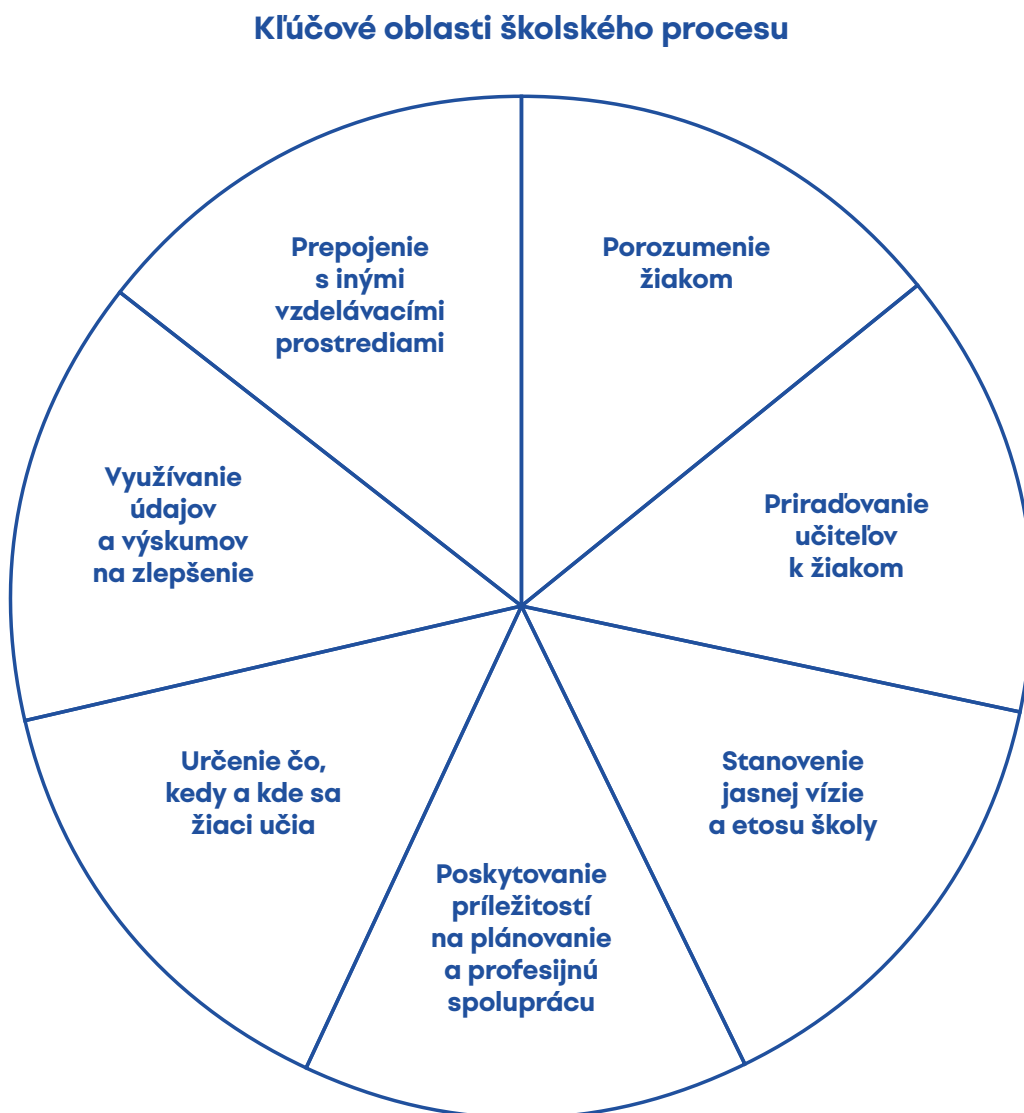 Kľúčové oblasti školského procesu
Porozumenie
žiakom
Priraďovanie
učiteľov
k žiakom
Stanovenie
jasnej vízie
a etosu školy
Poskytovanie
príležitostí
na plánovanie
a profesijnú
spoluprácu
Určenie čo,
kedy a kde sa
žiaci učia
Využívanie
údajov
a výskumov
na zlepšenie
Prepojenie
s inými
vzdelávacími
prostrediami